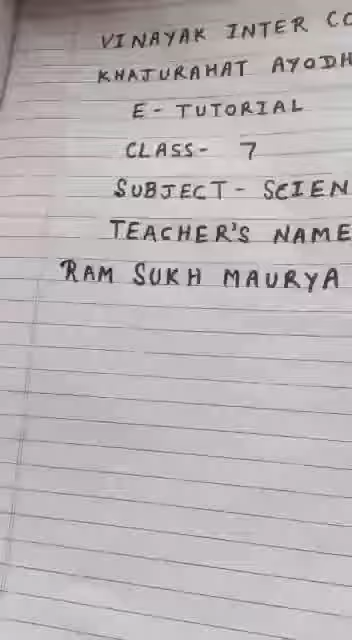 VINAYAK INTER CO
KHAJURAHAT AYODH
E - TUTORIAL
CLASS- 7
SUBJECT - SCIEN
TEACHER'S NAME
RAM SUKH MAURYA